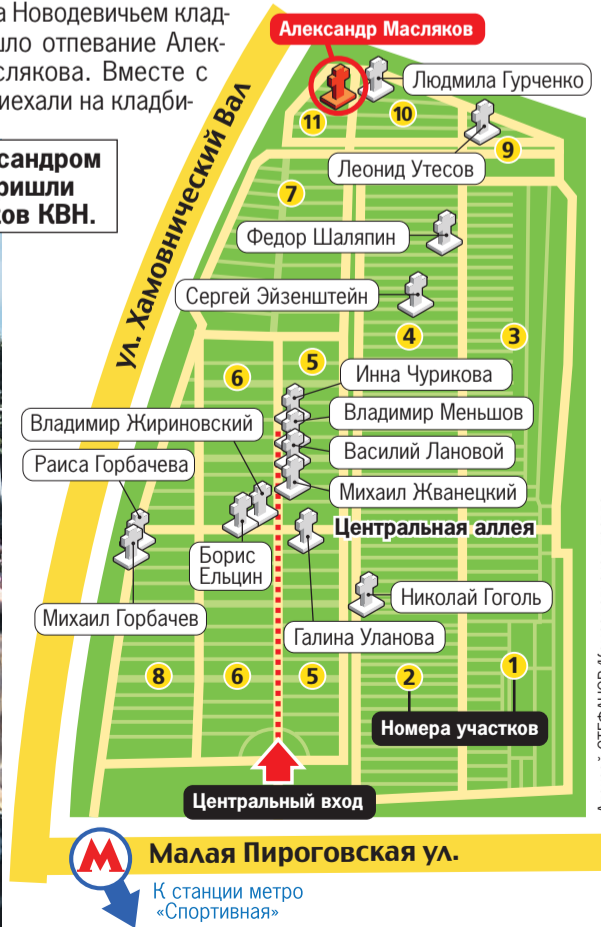 а Новодевичьем клад-
шло отпевание Алек-
слякова. Вместе с
иехали на кладби-
сандром
ришли
ков КВН.
Александр Масляков
Людмила Гурченко
11
10
9
Леонид Утесов
ул. Хамовнический Вал
7
Федор Шаляпин
Сергей Эйзенштейн
4
3
5
6
Инна Чурикова
Владимир Меньшов
Василий Лановой
Михаил Жванецкий
Владимир Жириновский
Раиса Горбачева
Центральная аллея
Борис
Ельцин
Михаил Горбачев
Николай Гоголь
Галина Уланова
8
6
5
2
1
Номера участков
Центральный вход
М
Малая Пироговская ул.
К станции метро
«Спортивная»